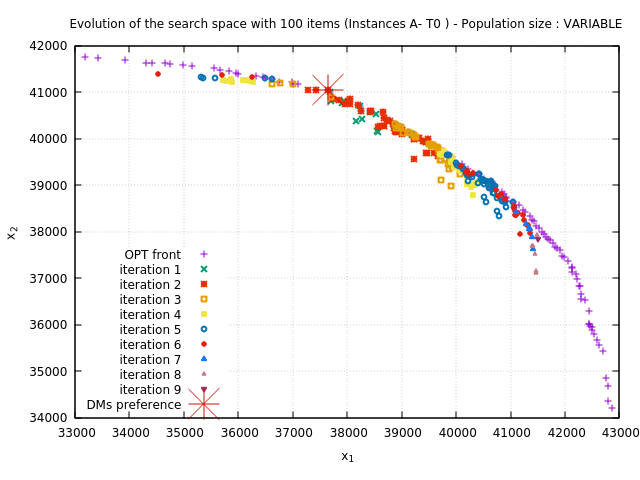 Evolution of the search space with 100 items (Instances A- T0 ) - Population size : VARIABLE
42000
41000
40000
39000
38000
37000
36000
35000
34000
x2
OPT front
iteration 1
iteration 2
iteration 3
iteration 4
iteration 5
iteration 6
iteration 7
iteration 8
iteration 9
DMs preference
33000 34000 35000 36000 37000 38000 39000 40000 41000 42000 43000
x1